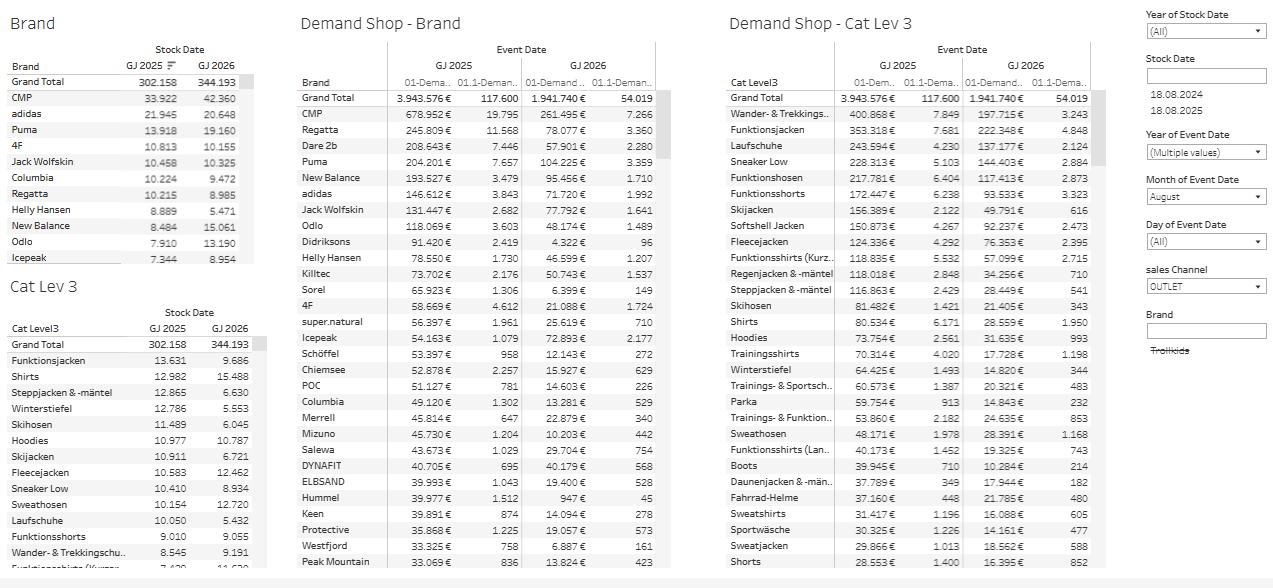 Brand
Stock Date
Brand GJ 2025 GJ 2026
Grand Total 302.158 344.193
CMP 33.922 42.360
adidas 21.945 20.648
Puma 13.918 19.160
4F 10.813 10.155
Jack Wolfskin 10.458 10.325
Columbia 10.224 9.472
Regatta 10.215 8.985
Helly Hansen 8.889 5.471
New Balance 8.484 15.061
Odlo 7.910 13.190
Icepeak 7.344 8.954
Cat Lev 3
Stock Date
Cat Level3 GJ 2025 GJ 2026
Grand Total 302.158 344.193
Funktionsjacken 13.631 9.686
Shirts 12.982 15.488
Steppjacken & -mäntel 12.865 6.630
Winterstiefel 12.786 5.553
Skihosen 11.489 6.045
Hoodies 10.977 10.787
Skijacken 10.911 6.721
Fleecejacken 10.583 12.462
Sneaker Low 10.410 8.934
Sweathosen 10.154 12.720
Laufschuhe 10.050 5.432
Funktionsshorts 9.010 9.055
Wander- & Trekkingschu.. 8.545 9.191
Demand Shop - Brand
Event Date
GJ 2025 GJ 2026
Brand 01-Dema.. 01.1-Deman.. 01-Demand .. 01.1-Deman..
Grand Total 3.943.576 € 117.600 1.941.740 € 54.019
CMP 678.952 € 19.795 261.495 € 7.266
Regatta 245.809 € 11.568 78.077 € 3.360
Dare 2b 208.643 € 7.446 57.901 € 2.280
Puma 204.201 € 7.657 104.225 € 3.359
New Balance 193.527 € 3.479 95.456 € 1.710
adidas 146.612 € 3.843 71.720 € 1.992
Jack Wolfskin 131.447 € 2.682 77.792 € 1.641
Odlo 118.069 € 3.603 48.174 € 1.489
Didriksons 91.420 € 2.419 4.322 € 96
Helly Hansen 78.550 € 1.730 46.599 € 1.207
Killtec 73.702 € 2.176 50.743 € 1.537
Sorel 65.923 € 1.306 6.399 € 149
4F 58.669 € 4.612 21.088 € 1.724
super.natural 56.397 € 1.961 25.619 € 710
Icepeak 54.163 € 1.079 72.893 € 2.177
Schöffel 53.397 € 958 12.143 € 272
Chiemsee 52.878 € 2.257 15.927 € 629
POC 51.127 € 781 14.603 € 226
Columbia 49.120 € 1.302 13.281 € 529
Merrell 45.814 € 647 22.879 € 340
Mizuno 45.730 € 1.204 10.203 € 442
Salewa 43.673 € 1.029 29.704 € 754
DYNAFIT 40.705 € 695 40.179 € 568
ELBSAND 39.993 € 1.043 19.400 € 528
Hummel 39.977 € 1.512 947 € 45
Keen 39.891 € 874 14.094 € 278
Protective 35.868 € 1.225 19.057 € 573
Westfjord 33.325 € 758 6.887 € 161
Peak Mountain 33.069 € 836 13.824 € 423
Demand Shop - Cat Lev 3
Event Date
GJ 2025 GJ 2026
Cat Level3 01-Dem.. 01.1-Deman.. 01-Demand .. 01.1-Dema..
Grand Total 3.943.576 € 117.600 1.941.740 € 54.019
Wander- & Trekkings.. 400.868 € 7.849 197.715 € 3.243
Funktionsjacken 353.318 € 7.681 222.348 € 4.848
Laufschuhe 243.594 € 4.230 137.177 € 2.124
Sneaker Low 228.313 € 5.103 144.403 € 2.884
Funktionshosen 217.781 € 6.404 117.413 € 2.873
Funktionsshorts 172.447 € 6.238 93.533 € 3.323
Skijacken 156.389 € 2.122 49.791 € 616
Softshell Jacken 150.873 € 4.267 92.237 € 2.473
Fleecejacken 124.336 € 4.292 76.353 € 2.395
Funktionsshirts (Kurz.. 118.835 € 5.532 57.099 € 2.715
Regenjacken & -mäntel 118.018 € 2.848 34.256 € 710
Steppjacken & -mäntel 116.863 € 2.429 28.449 € 541
Skihosen 81.482 € 1.421 21.405 € 343
Shirts 80.534 € 6.171 28.559 € 1.950
Hoodies 73.754 € 2.561 31.635 € 993
Trainingsshirts 70.314 € 4.020 17.728 € 1.198
Winterstiefel 64.425 € 1.493 14.820 € 344
Trainings- & Sportsch.. 60.573 € 1.387 20.321 € 483
Parka 59.754 € 913 14.843 € 232
Trainings- & Funktion.. 53.860 € 2.182 24.635 € 853
Sweathosen 48.171 € 1.978 28.391 € 1.168
Funktionsshirts (Lan.. 40.173 € 1.452 19.325 € 743
Boots 39.945 € 710 10.284 € 214
Daunenjacken & -män.. 37.789 € 349 17.944 € 182
Fahrrad-Helme 37.160 € 448 21.785 € 480
Sweatshirts 31.417 € 1.196 16.088 € 605
Sportwäsche 30.325 € 1.226 14.161 € 477
Sweatjacken 29.866 € 1.013 18.562 € 588
Shorts 28.553 € 1.400 16.395 € 852
Year of Stock Date
(All)
Stock Date
18.08.2024
18.08.2025
Year of Event Date
(Multiple values)
Month of Event Date
August
Day of Event Date
(All)
sales Channel
OUTLET
Brand
Trollkids